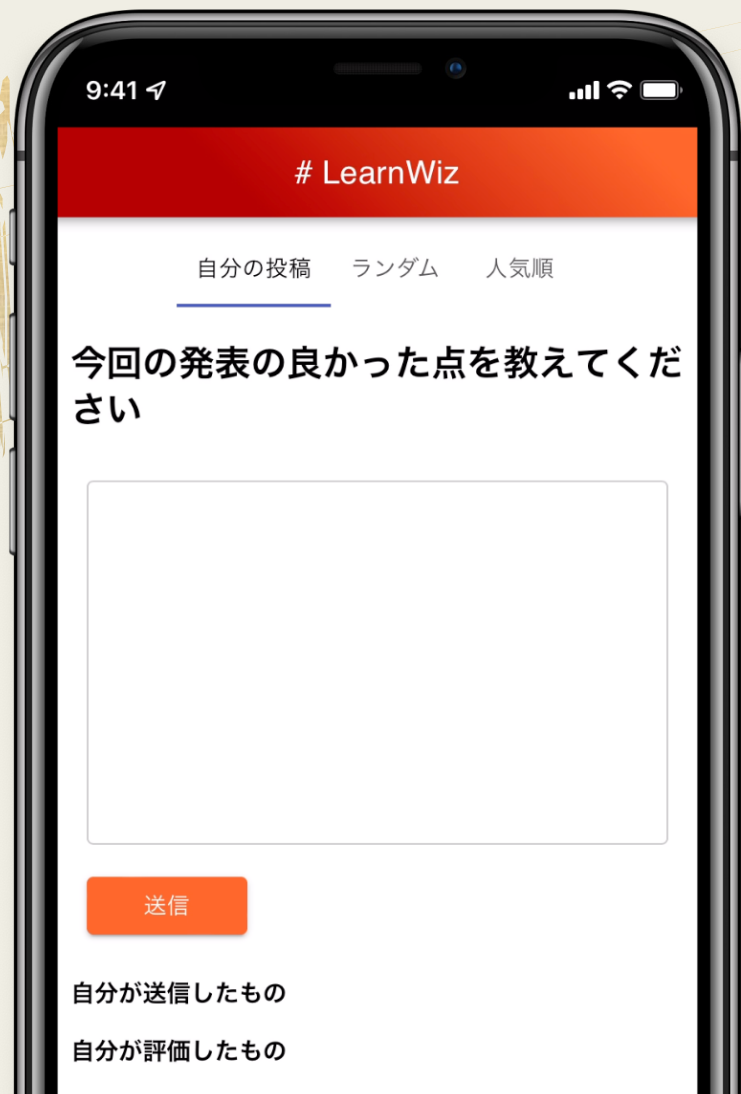 9:41
# LearnWiz
自分の投稿 ランダム 人気順
今回の発表の良かった点を教えてくだ
さい
送信
自分が送信したもの
自分が評価したもの